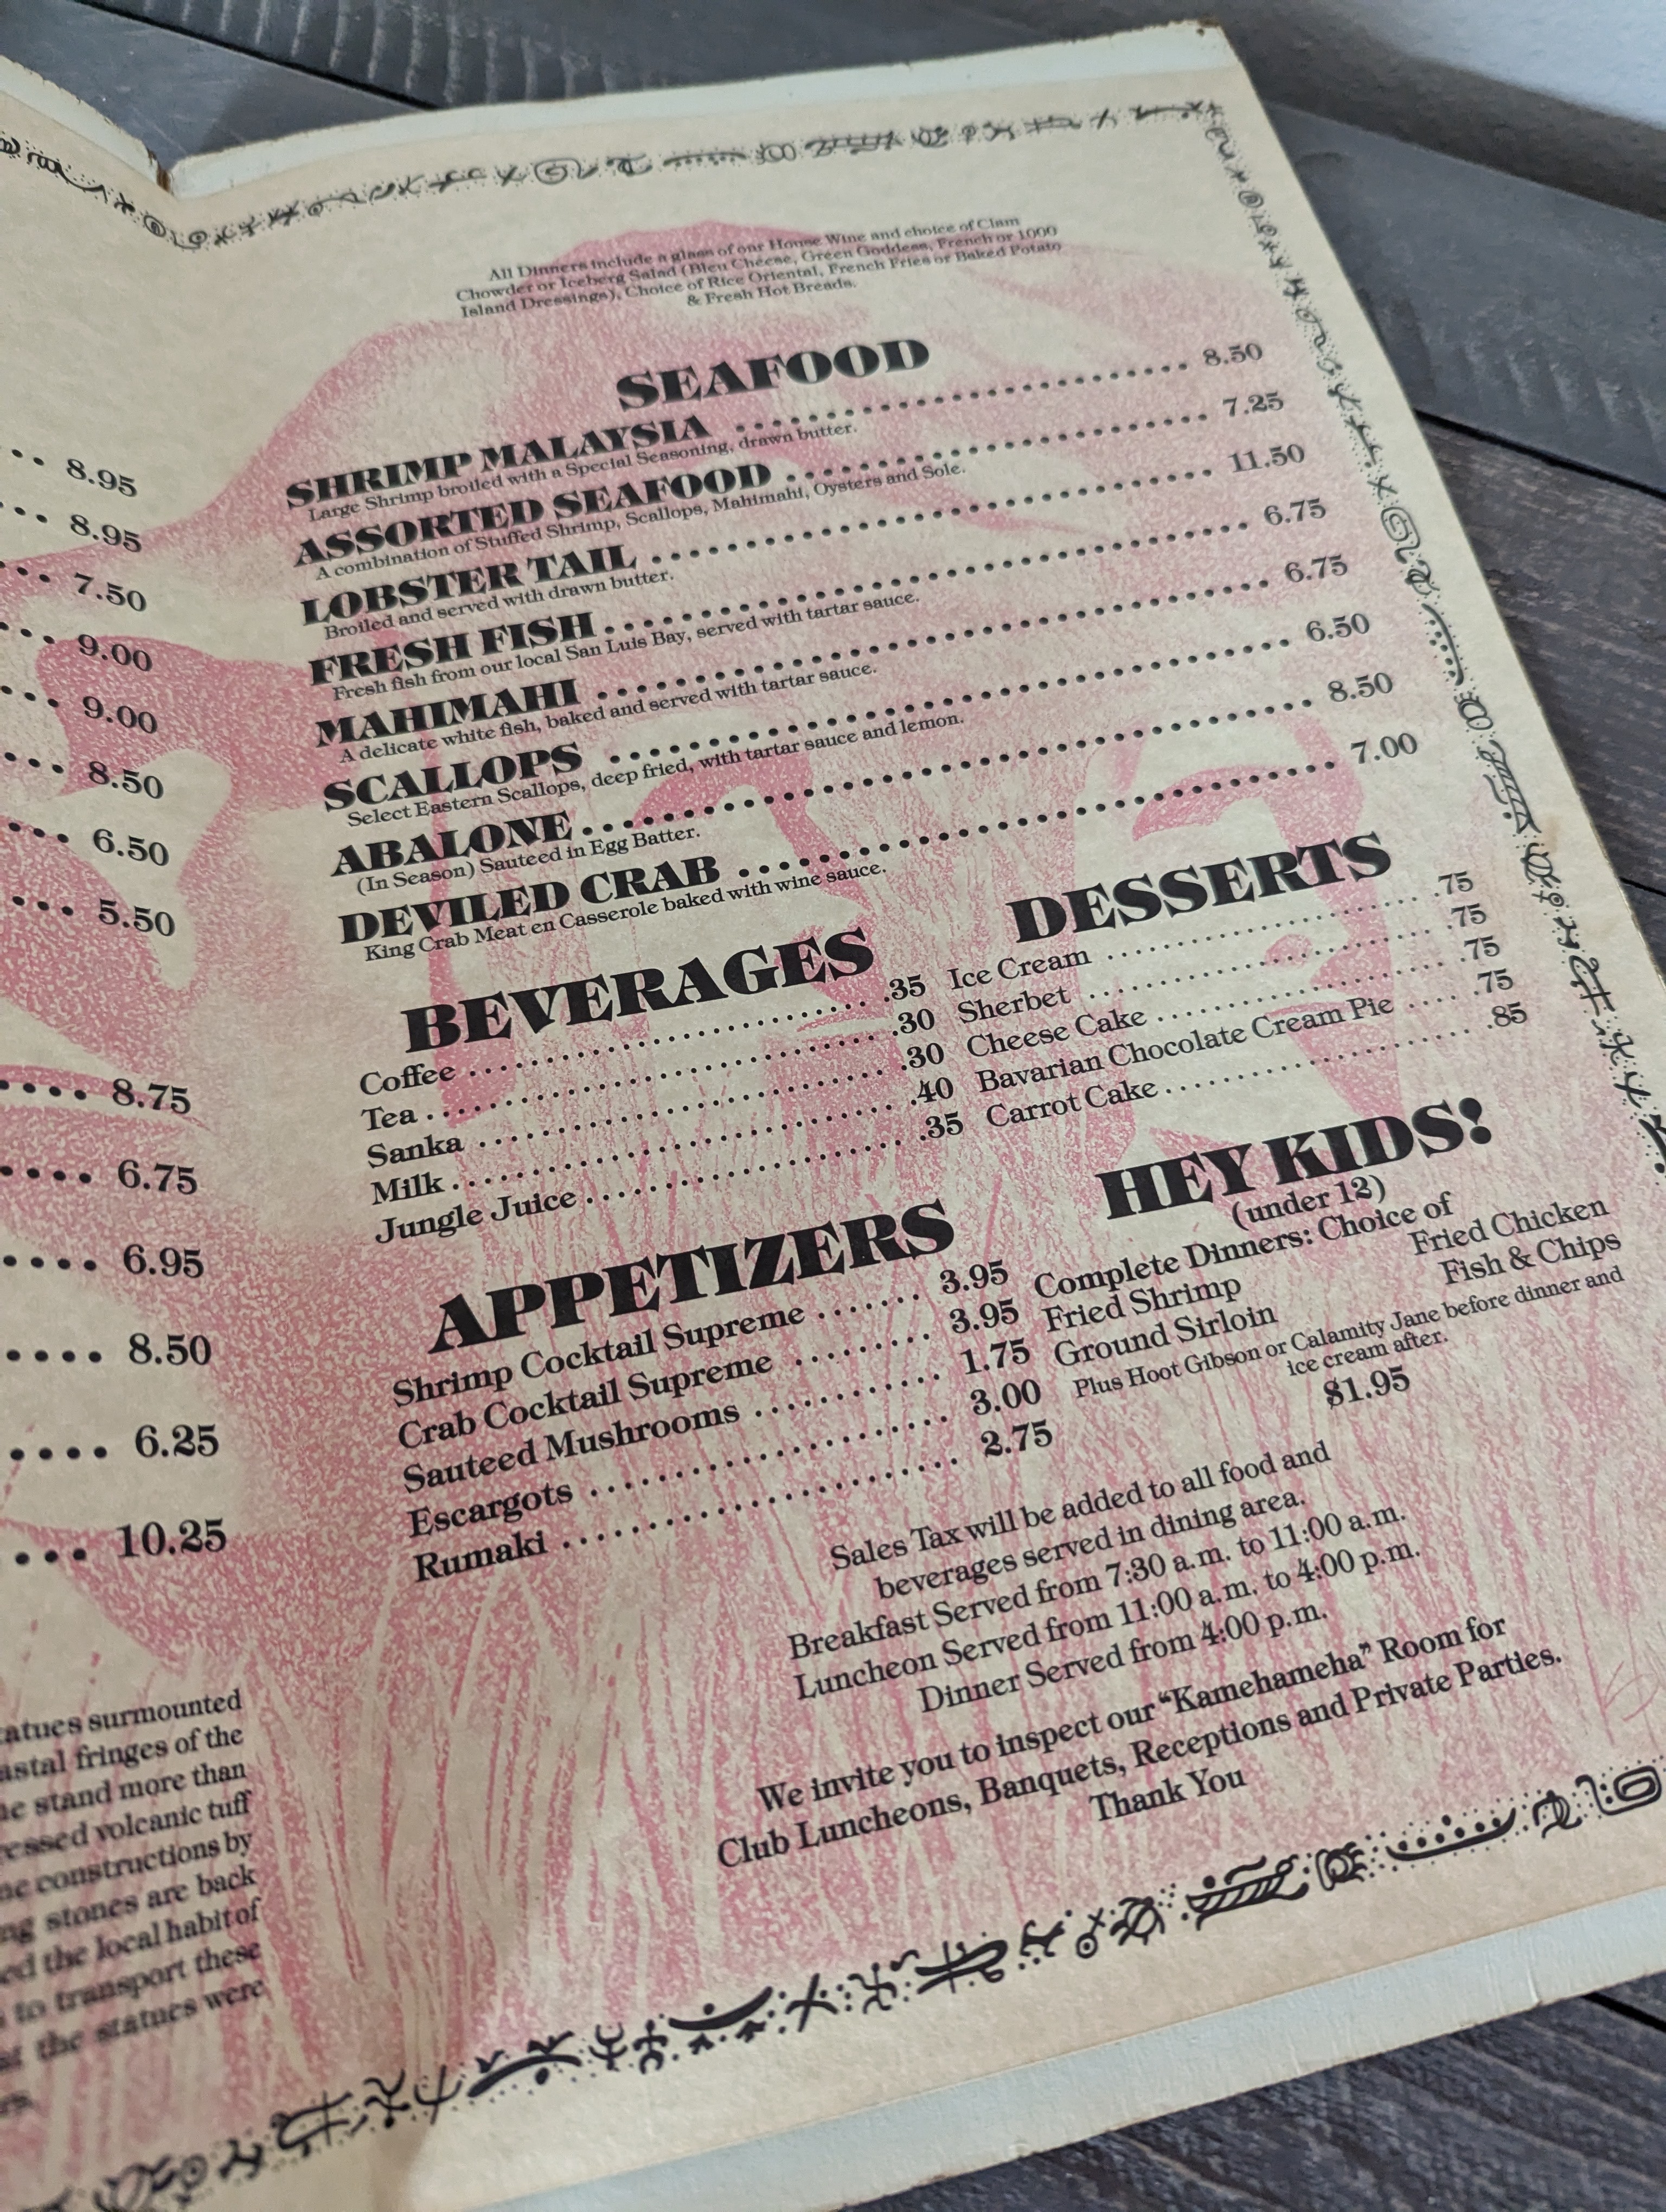 8.95
8.95
7.50
9.00
9.00
8.50
6.50
5.50
8.75
6.75
6.95
8.50
6.25
10.25
surmounted
fringes of the
stand more than
volcanic tuff
constructions by
stones are back
the local habit of
to transport these
the statues were
All Dinners include a glass of our House Wine and choice of Clam
Chowder or Iceberg Salad (Bleu Cheese, Green Goddess, French or 1000
Island Dressings), Choice of Rice Oriental, French Fries or Baked Potato
& Fresh Hot Breads.
SEAFOOD
SHRIMP MALAYSIA 8.50
Large Shrimp broiled with a Special Seasoning, drawn butter.
ASSORTED SEAFOOD 7.25
A combination of Stuffed Shrimp, Scallops, Mahimahi, Oysters and Sole.
LOBSTER TAIL 11.50
Broiled and served with drawn butter.
FRESH FISH 6.75
Fresh fish from our local San Luis Bay, served with tartar sauce.
MAHIMAHI 6.75
A delicate white fish, baked and served with tartar sauce.
SCALLOPS 6.50
Select Eastern Scallops, deep fried, with tartar sauce and lemon.
ABALONE 8.50
(In Season) Sauteed in Egg Batter.
DEVILED CRAB 7.00
King Crab Meat en Casserole baked with wine sauce.
BEVERAGES
Coffee .35
Tea .30
Sanka .30
Milk .40
Jungle Juice .35
DESSERTS
Ice Cream .75
Sherbet .75
Cheese Cake .75
Bavarian Chocolate Cream Pie .75
Carrot Cake .85
APPETIZERS
Shrimp Cocktail Supreme 3.95
Crab Cocktail Supreme 3.95
Sauteed Mushrooms 1.75
Escargots 3.00
Rumaki 2.75
HEY KIDS!
(under 12)
Complete Dinners: Choice of
Fried Shrimp Fried Chicken
Ground Sirloin Fish & Chips
Plus Hoot Gibson or Calamity Jane before dinner and
ice cream after.
$1.95
Sales Tax will be added to all food and
beverages served in dining area.
Breakfast Served from 7:30 a.m. to 11:00 a.m.
Luncheon Served from 11:00 a.m. to 4:00 p.m.
Dinner Served from 4:00 p.m.
We invite you to inspect our "Kamehameha" Room for
Club Luncheons, Banquets, Receptions and Private Parties.
Thank You